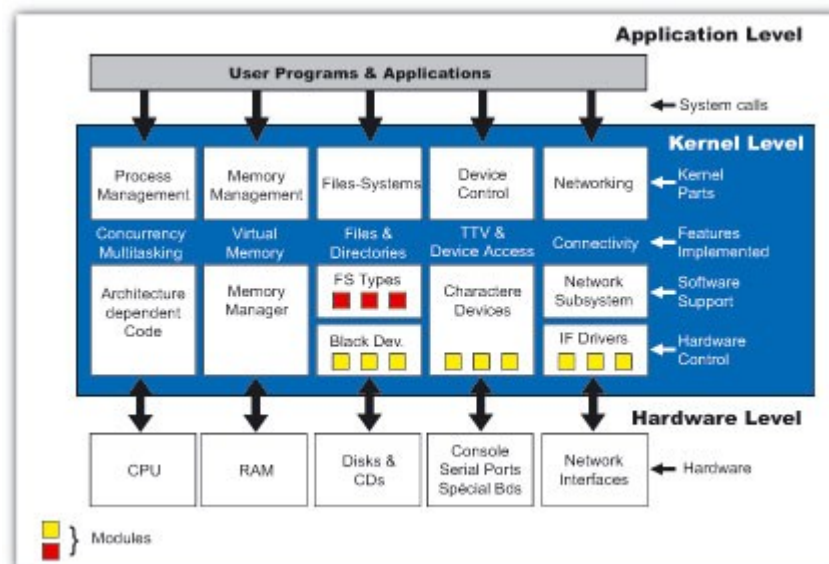 Application Level
User Programs & Applications
System calls
Kernel Level
Process
Management
Memory
Management
Files-Systems
Device
Control
Networking
Kernel
Parts
Concurrency
Multitasking
Virtual
Memory
Files &
Directories
TTV &
Device Access
Connectivity
Features
Implemented
Architecture
dependent
Code
Memory
Manager
FS Types
Black Dev.
Charactere
Devices
Network
Subsystem
IF Drivers
Software
Support
Hardware
Control
Hardware Level
CPU
RAM
Disks &
CDs
Console
Serial Ports
Spécial Bds
Network
Interfaces
Hardware
Modules